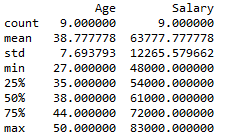 Age Salary
count 9.000000 9.000000
mean 38.777778 63777.777778
std 7.693793 12265.579662
min 27.000000 48000.000000
25% 35.000000 54000.000000
50% 38.000000 61000.000000
75% 44.000000 72000.000000
max 50.000000 83000.000000